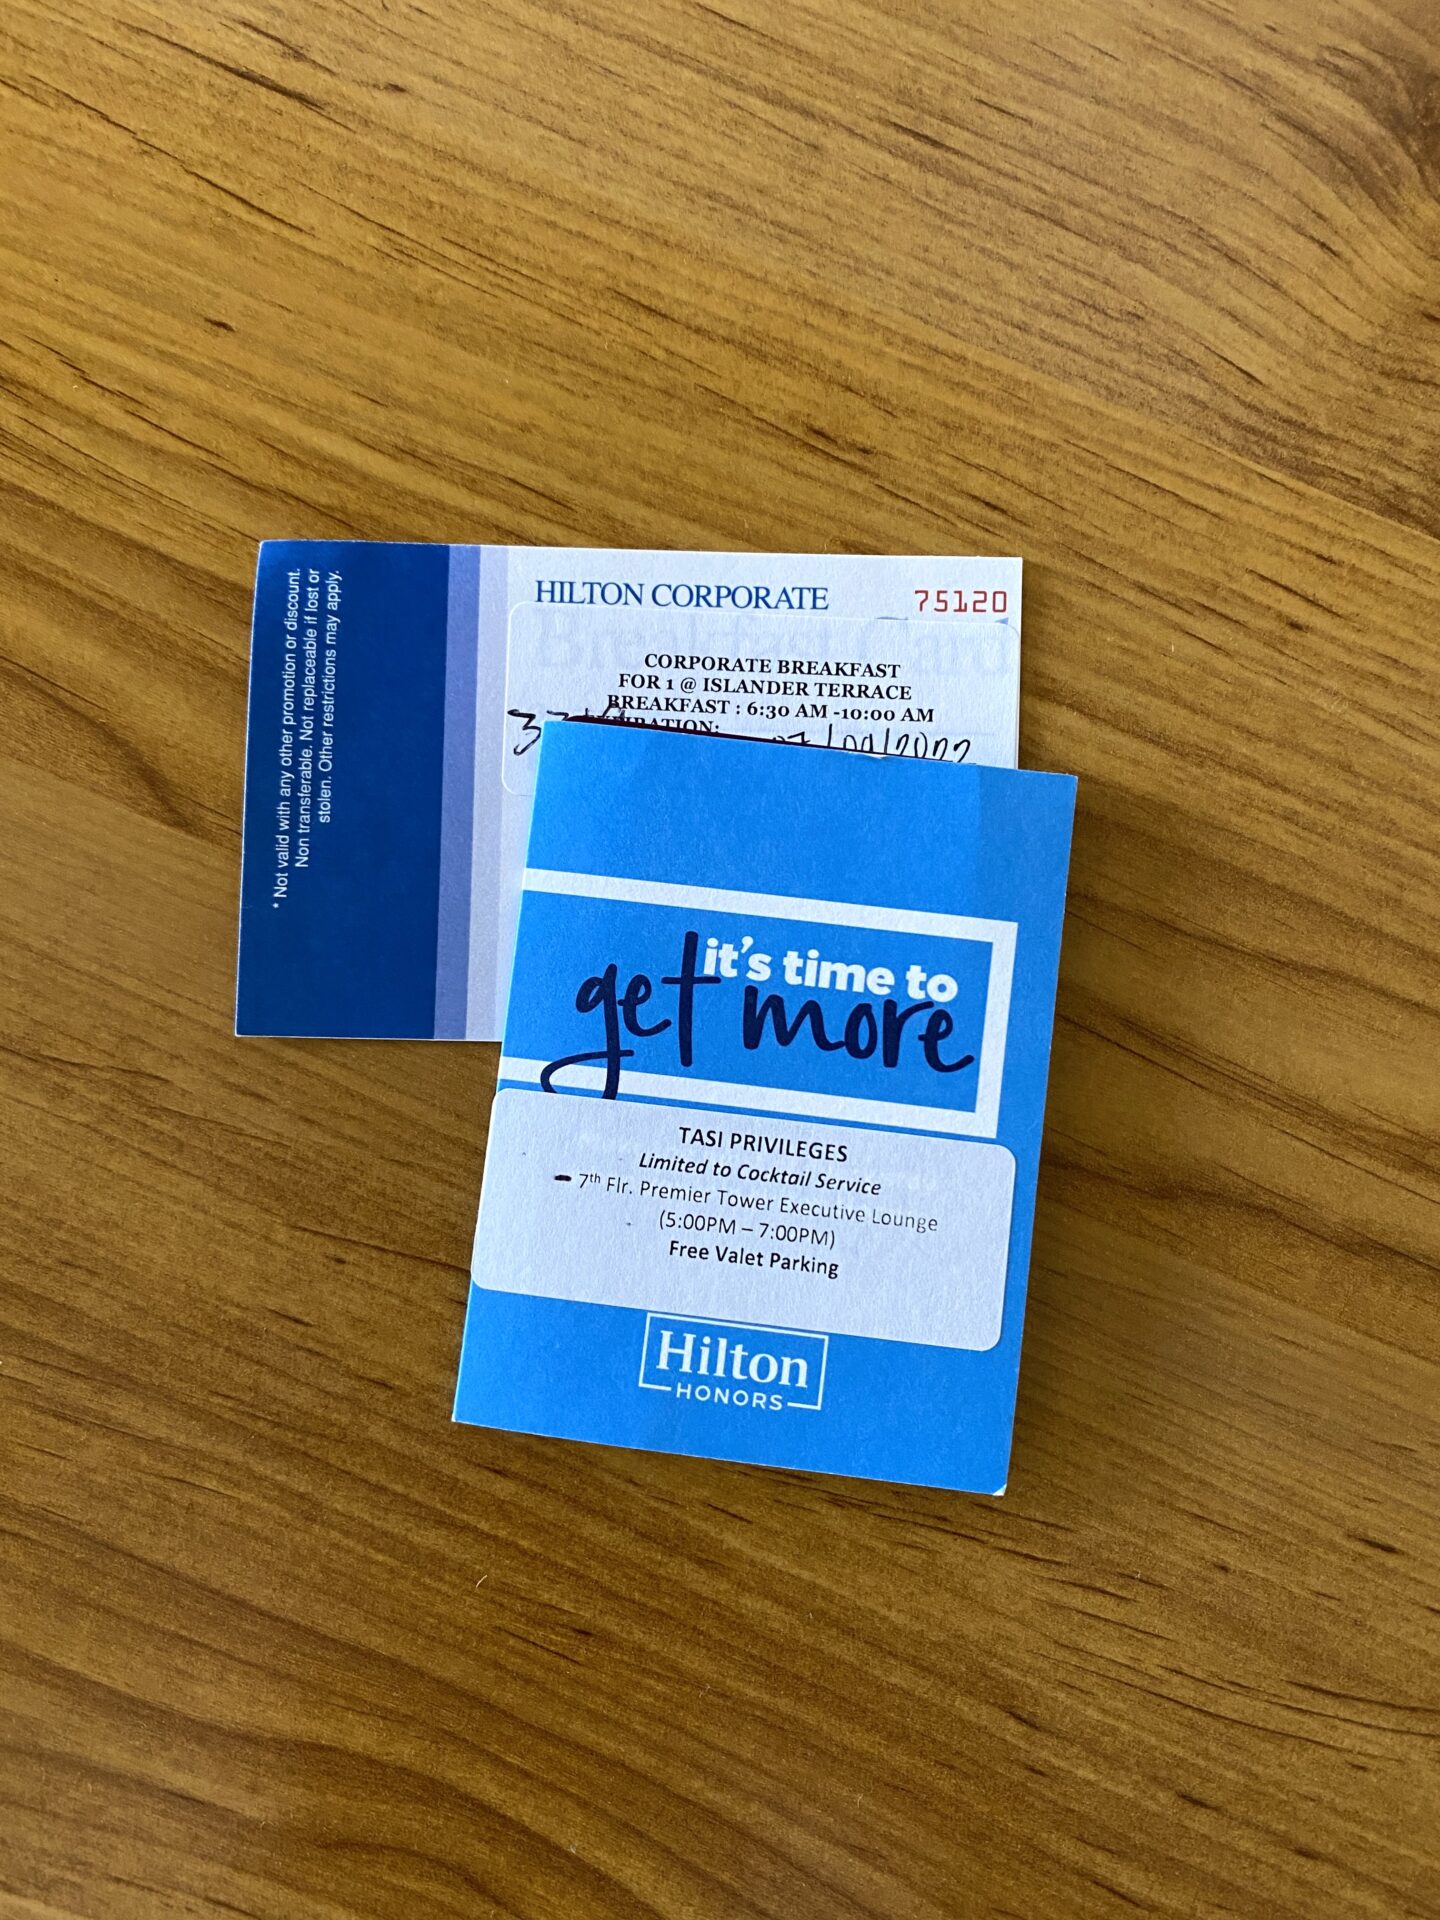 HILTON CORPORATE
75120
CORPORATE BREAKFAST
FOR 1 @ ISLANDER TERRACE
BREAKFAST : 6:30 AM -10:00 AM
* Not valid with any other promotion or discount.
Non transferable. Not replaceable if lost or
stolen. Other restrictions may apply.
it's time to
get more
TASI PRIVILEGES
Limited to Cocktail Service
7th Flr. Premier Tower Executive Lounge
(5:00PM – 7:00PM)
Free Valet Parking
Hilton
HONORS